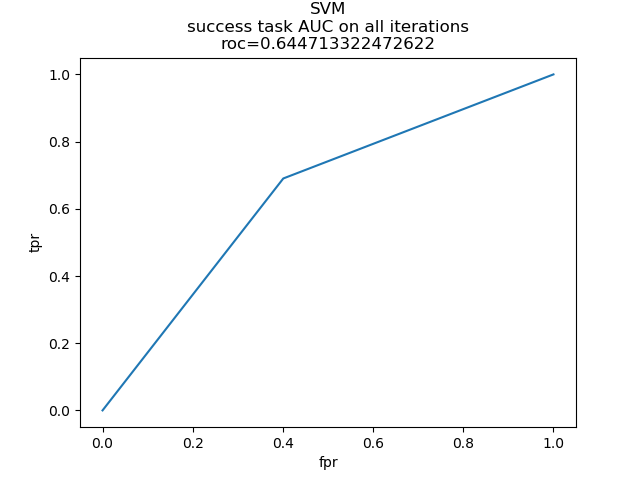 SVM
success task AUC on all iterations
roc=0.644713322472622
1.0
0.8
0.6
0.4
0.2
0.0
tpr
0.0 0.2 0.4 0.6 0.8 1.0
fpr